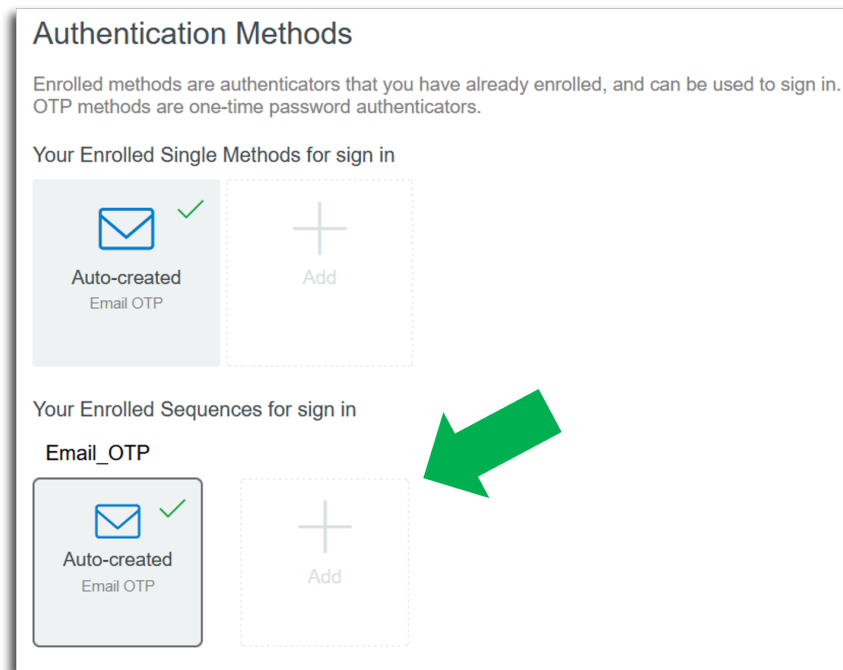 Authentication Methods
Enrolled methods are authenticators that you have already enrolled, and can be used to sign in.
OTP methods are one-time password authenticators.
Your Enrolled Single Methods for sign in
Auto-created
Email OTP
Add
Your Enrolled Sequences for sign in
Email_OTP
Auto-created
Email OTP
Add